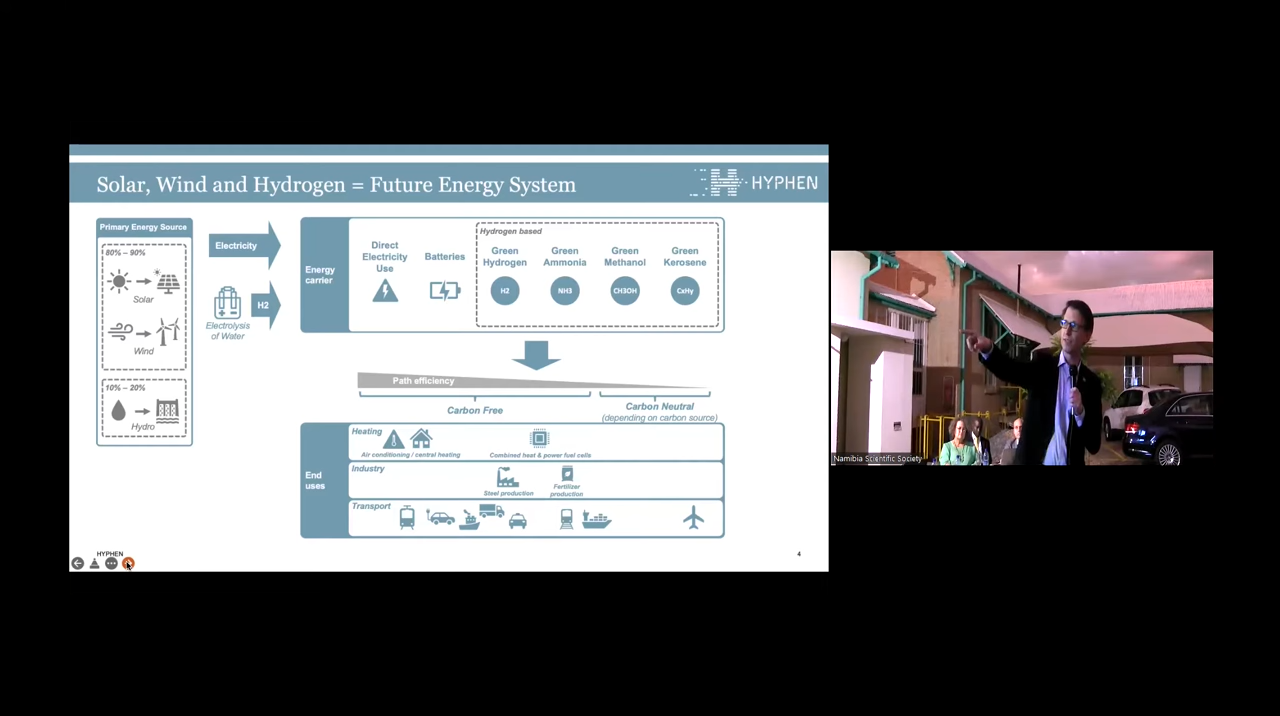 Solar, Wind and Hydrogen = Future Energy System
HYPHEN
Primary Energy Source
80% – 90%
Solar
Wind
10% – 20%
Hydro
Electricity
H2
Electrolysis
of Water
Energy
carrier
Direct
Electricity
Use
Batteries
Hydrogen based
Green
Hydrogen
H2
Green
Ammonia
NH3
Green
Methanol
CH3OH
Green
Kerosene
CxHy
Path efficiency
Carbon Free
Carbon Neutral
(depending on carbon source)
End
uses
Heating
Air conditioning / central heating
Combined heat & power fuel cells
Industry
Steel production
Fertilizer
production
Transport
HYPHEN
4
Namibia Scientific Society